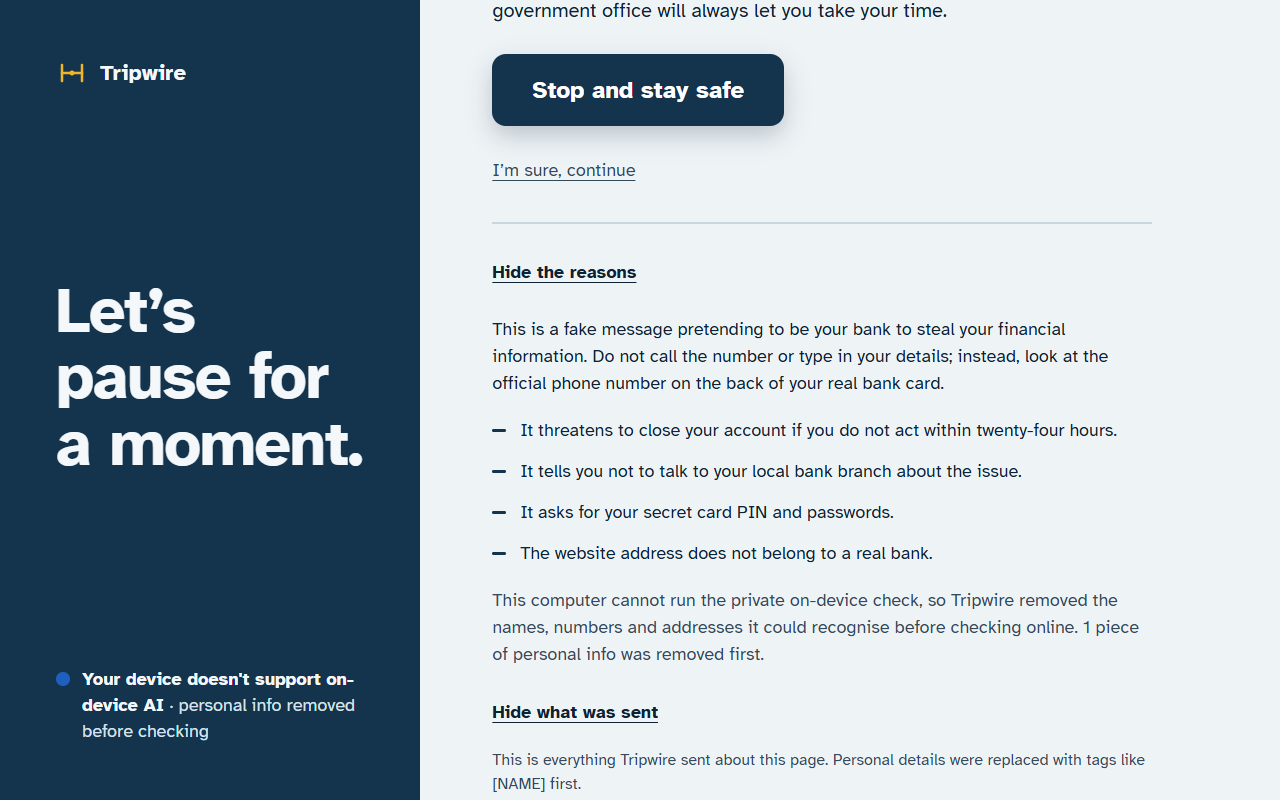 Tripwire
Let’s
pause for
a moment.
Your device doesn't support on-
device AI · personal info removed
before checking
government office will always let you take your time.
Stop and stay safe
I’m sure, continue
Hide the reasons
This is a fake message pretending to be your bank to steal your financial
information. Do not call the number or type in your details; instead, look at the
official phone number on the back of your real bank card.
It threatens to close your account if you do not act within twenty-four hours.
It tells you not to talk to your local bank branch about the issue.
It asks for your secret card PIN and passwords.
The website address does not belong to a real bank.
This computer cannot run the private on-device check, so Tripwire removed the
names, numbers and addresses it could recognise before checking online. 1 piece
of personal info was removed first.
Hide what was sent
This is everything Tripwire sent about this page. Personal details were replaced with tags like
[NAME] first.